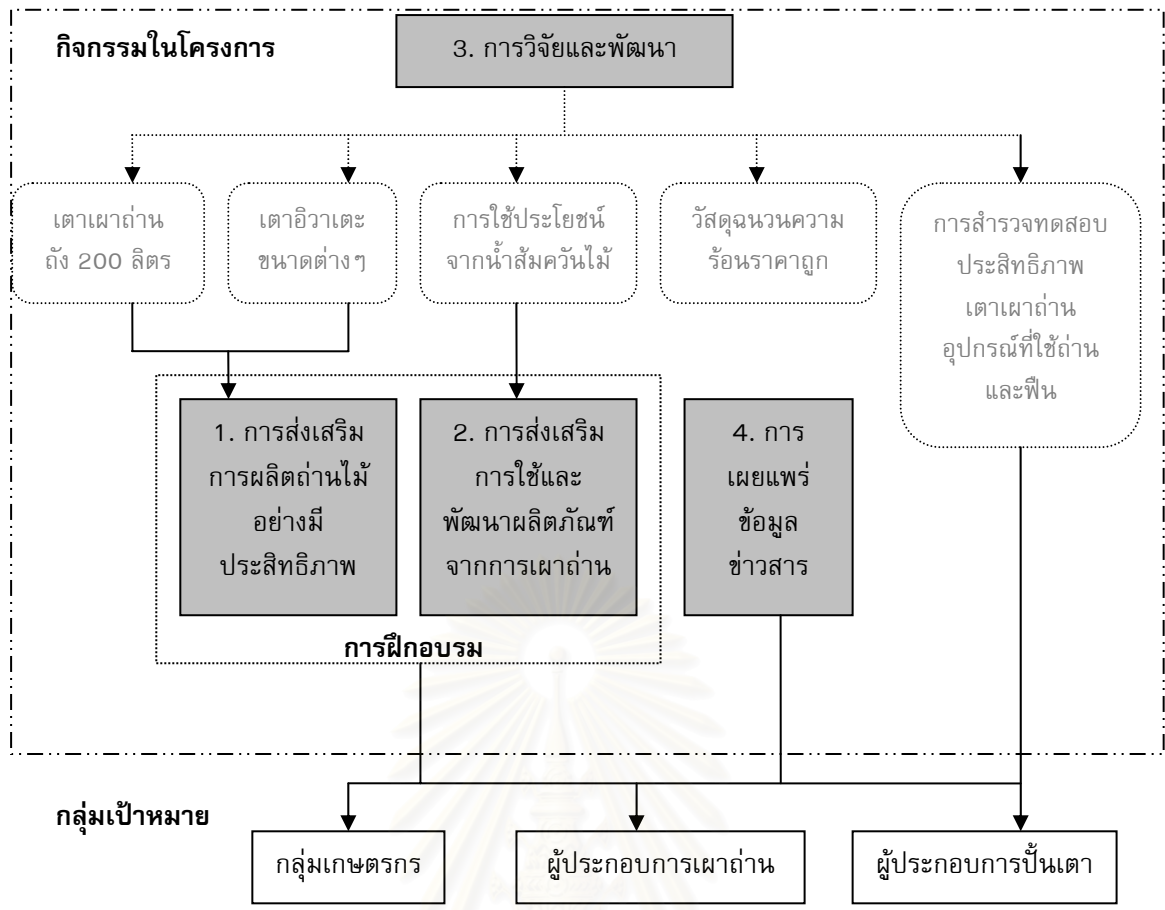 กิจกรรมในโครงการ
3. การวิจัยและพัฒนา
เตาเผาถ่าน
ถัง 200 ลิตร
เตาอิวาเตะ
ขนาดต่างๆ
การใช้ประโยชน์
จากน้ำส้มควันไม้
วัสดุฉนวนความ
ร้อนราคาถูก
การสำรวจทดสอบ
ประสิทธิภาพ
เตาเผาถ่าน
อุปกรณ์ที่ใช้ถ่าน
และฟืน
1. การส่งเสริม
การผลิตถ่านไม้
อย่างมี
ประสิทธิภาพ
2. การส่งเสริม
การใช้และ
พัฒนาผลิตภัณฑ์
จากการเผาถ่าน
4. การ
เผยแพร่
ข้อมูล
ข่าวสาร
การฝึกอบรม
กลุ่มเป้าหมาย
กลุ่มเกษตรกร
ผู้ประกอบการเผาถ่าน
ผู้ประกอบการปั้นเตา